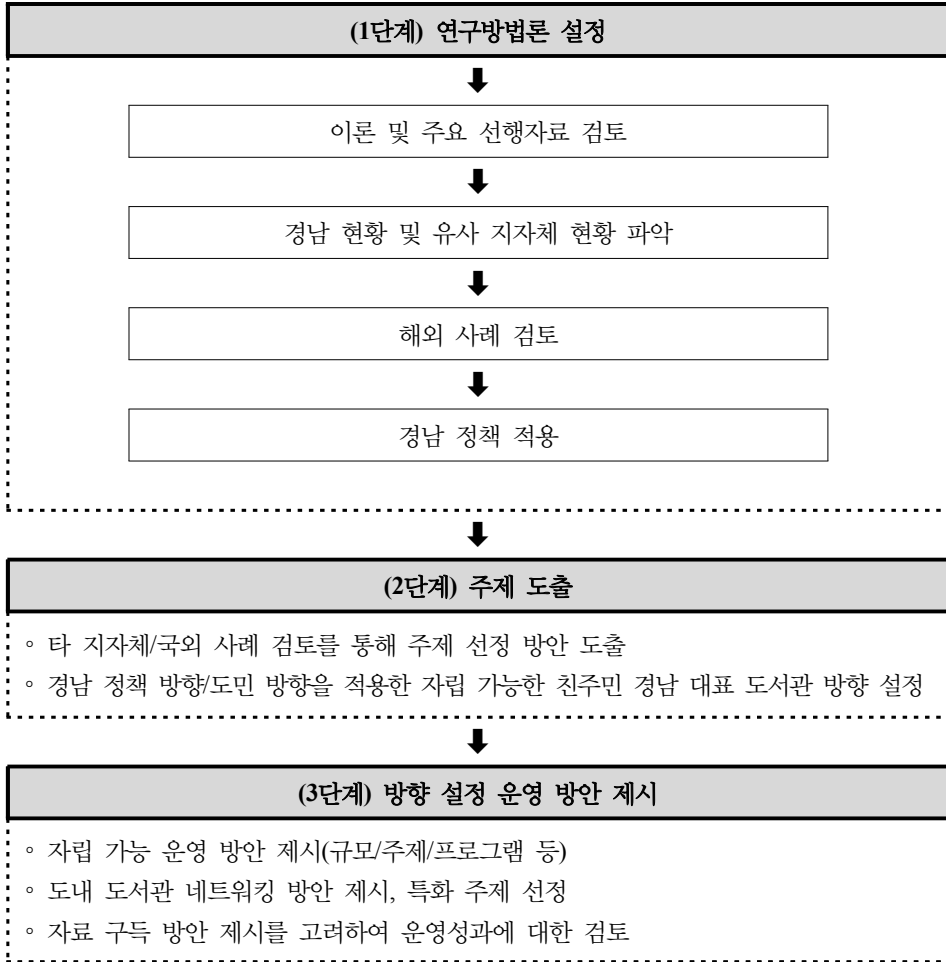 (1단계) 연구방법론 설정
이론 및 주요 선행자료 검토
경남 현황 및 유사 지자체 현황 파악
해외 사례 검토
경남 정책 적용
(2단계) 주제 도출
◦ 타 지자체/국외 사례 검토를 통해 주제 선정 방안 도출
◦ 경남 정책 방향/도민 방향을 적용한 자립 가능한 친주민 경남 대표 도서관 방향 설정
(3단계) 방향 설정 운영 방안 제시
◦ 자립 가능 운영 방안 제시(규모/주제/프로그램 등)
◦ 도내 도서관 네트워킹 방안 제시, 특화 주제 선정
◦ 자료 구득 방안 제시를 고려하여 운영성과에 대한 검토